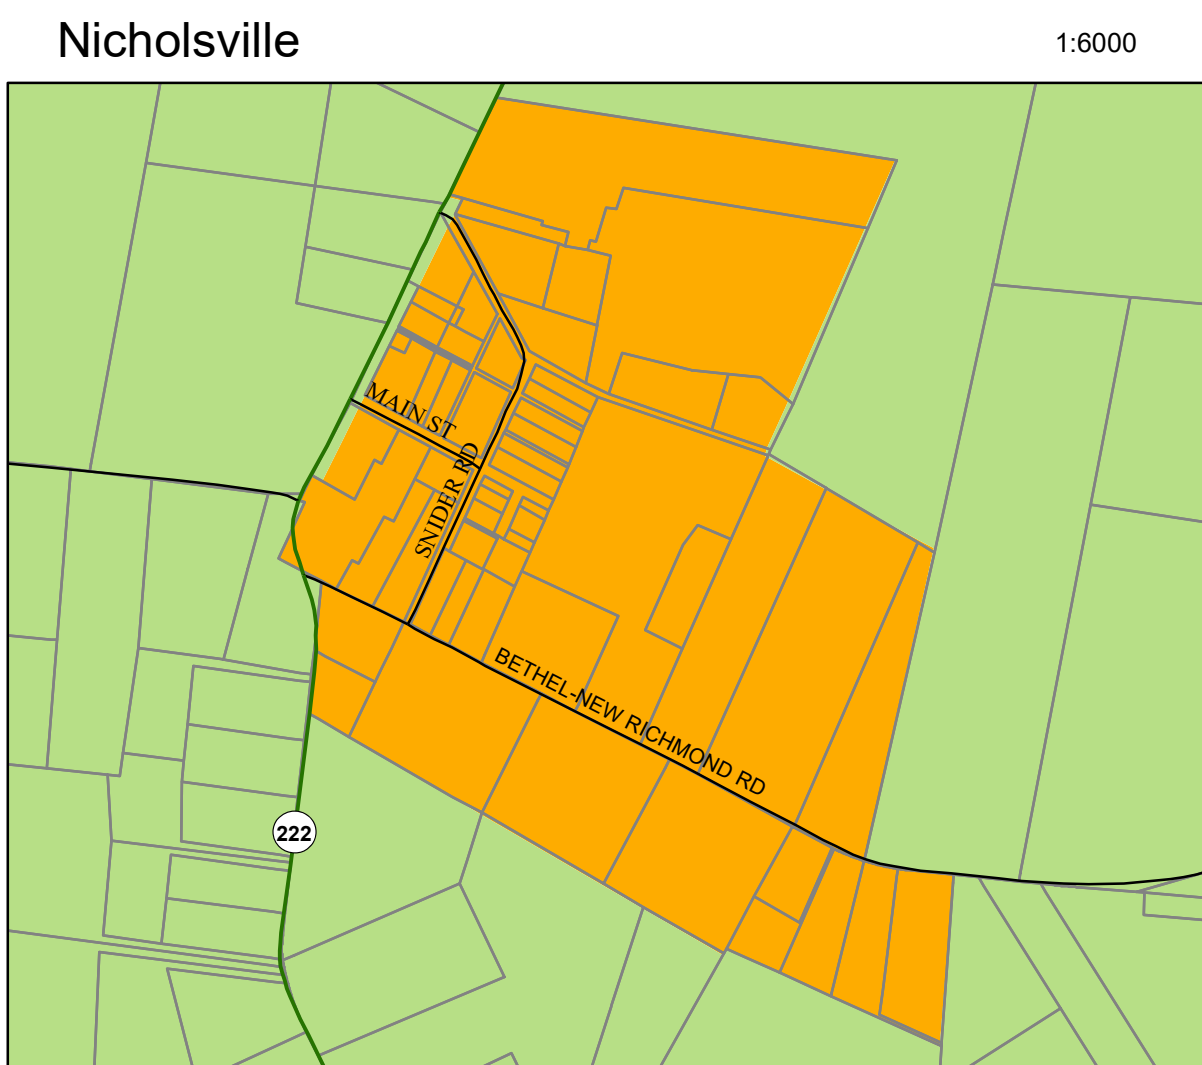 Nicholsville
1:6000
MAIN ST
SNIDER RD
BETHEL-NEW RICHMOND RD
222